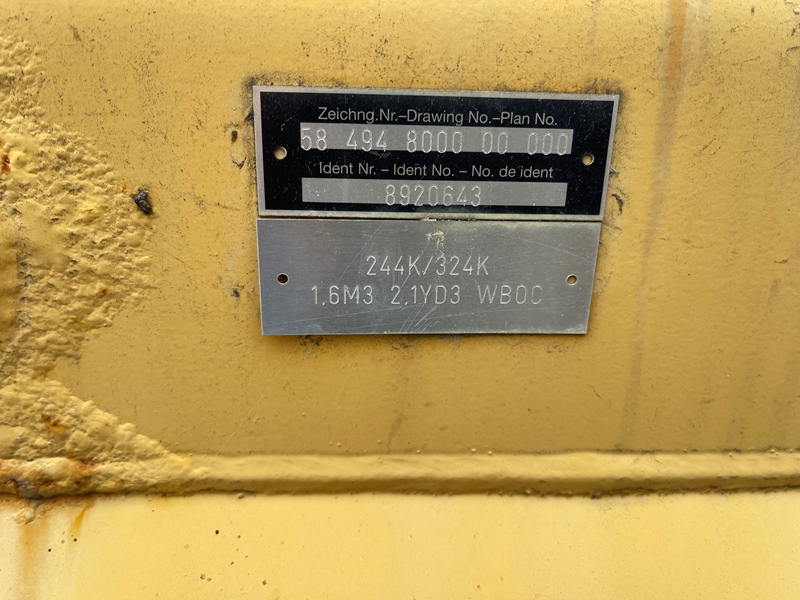 Zeichng.Nr.–Drawing No.–Plan No.
58 494 8000 00 000
Ident Nr. – Ident No. – No. de ident
8920643
244K/324K
1,6M3 2,1YD3 WBOC